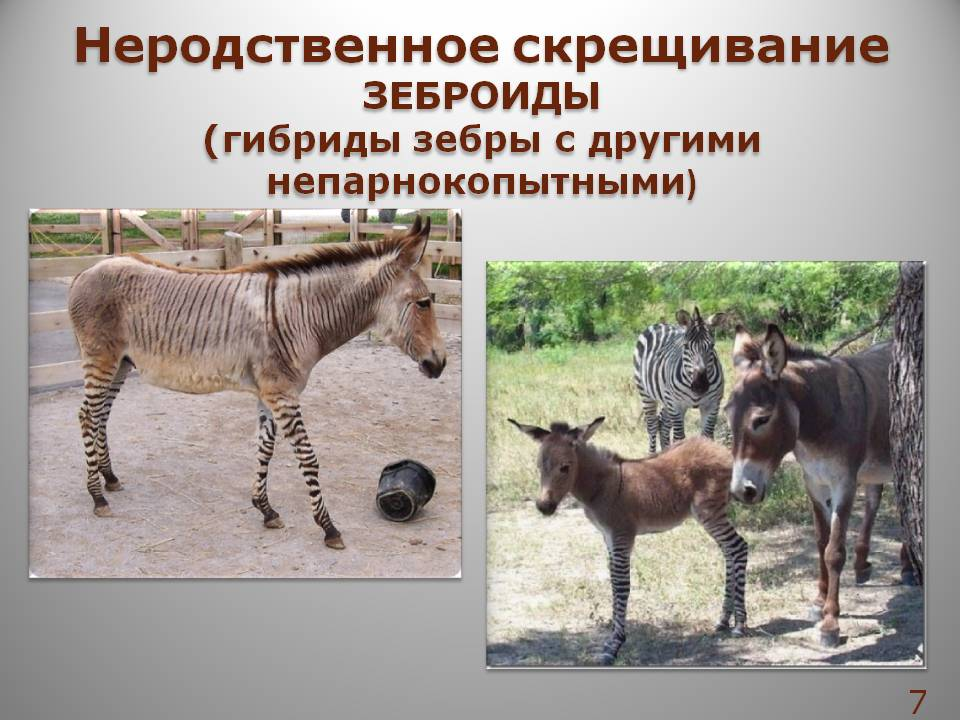 Неродственное скрещивание
ЗЕБРОИДЫ
(гибриды зебры с другими
непарнокопытными)
7